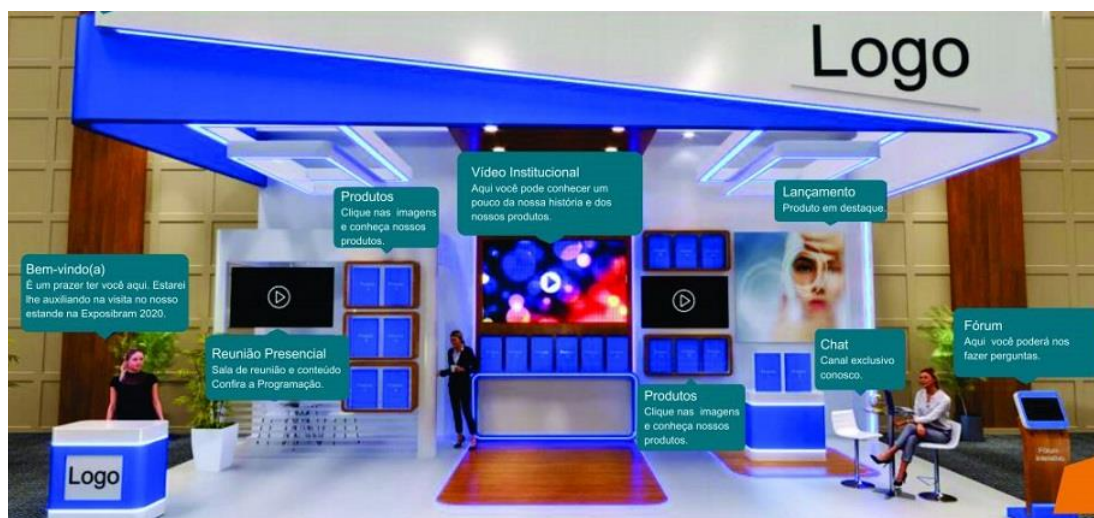 Logo
Vídeo Institucional
Aqui você pode conhecer um
pouco da nossa história e dos
nossos produtos.
Produtos
Clique nas imagens
e conheça nossos
produtos.
Lançamento
Produto em destaque.
Bem-vindo(a)
É um prazer ter você aqui. Estarei
lhe auxiliando na visita no nosso
estande na Exposibram 2020.
Reunião Presencial
Sala de reunião e conteúdo
Confira a Programação.
Chat
Canal exclusivo
conosco.
Fórum
Aqui você poderá nos
fazer perguntas.
Produtos
Clique nas imagens
e conheça nossos
produtos.
Logo
Fórum
Interativo